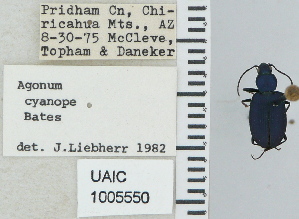 Pridham Cn, Chi-
ricahua Mts., AZ
8-30-75 McCleve,
Topham & Daneker
Agonum
cyanope
Bates
det. J.Liebherr 1982
UAIC
1005550